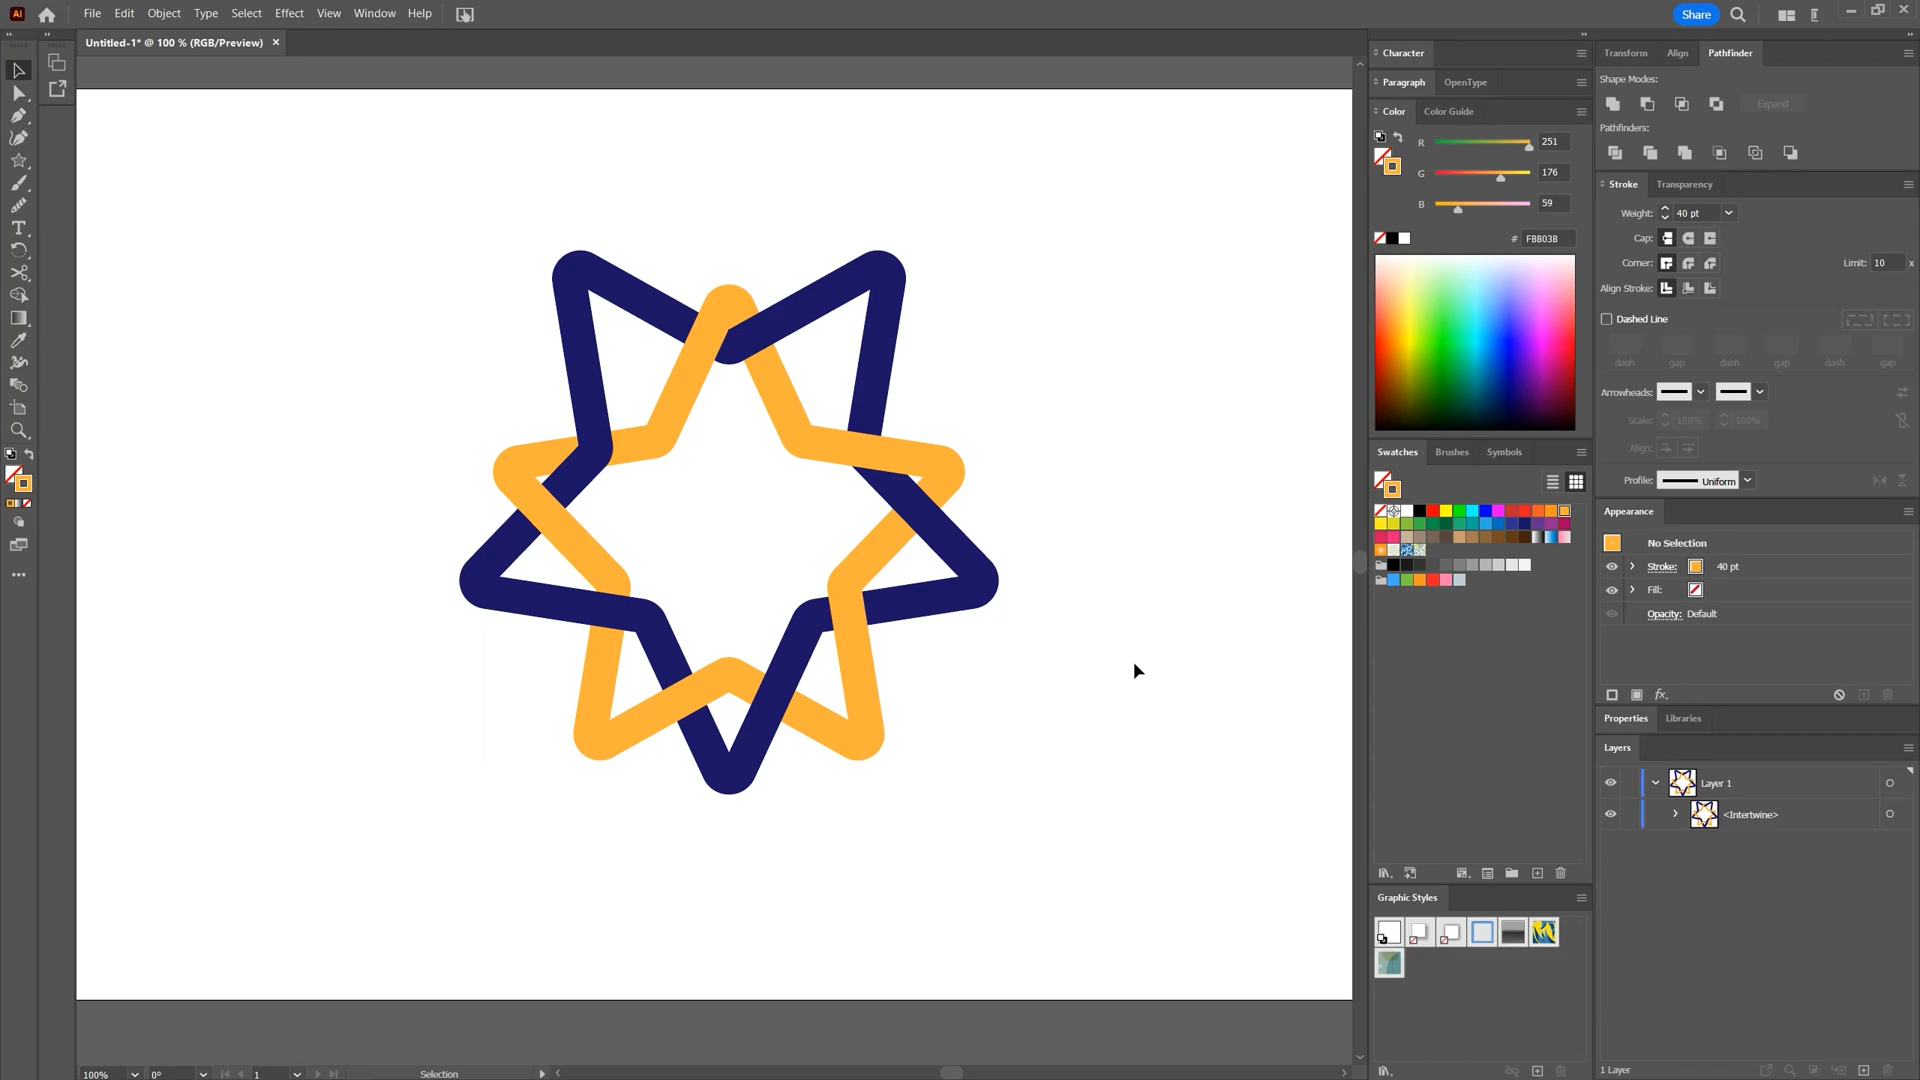 Ai File Edit Object Type Select Effect View Window Help Share
Untitled-1* @ 100 % (RGB/Preview) ×
Character
Paragraph OpenType
Color Color Guide
R 251
G 176
B 59
# FBB03B
Swatches Brushes Symbols
Graphic Styles
Transform Align Pathfinder
Shape Modes:
Expand
Pathfinders:
Stroke Transparency
Weight: 40 pt
Cap:
Corner: Limit: 10 x
Align Stroke:
Dashed Line
dash gap dash gap dash gap
Arrowheads:
Scale: 100% 100%
Align:
Profile: Uniform
Appearance
No Selection
Stroke: 40 pt
Fill:
Opacity: Default
fx.
Properties Libraries
Layers
Layer 1
<Intertwine>
1 Layer
100% 0° 1 Selection